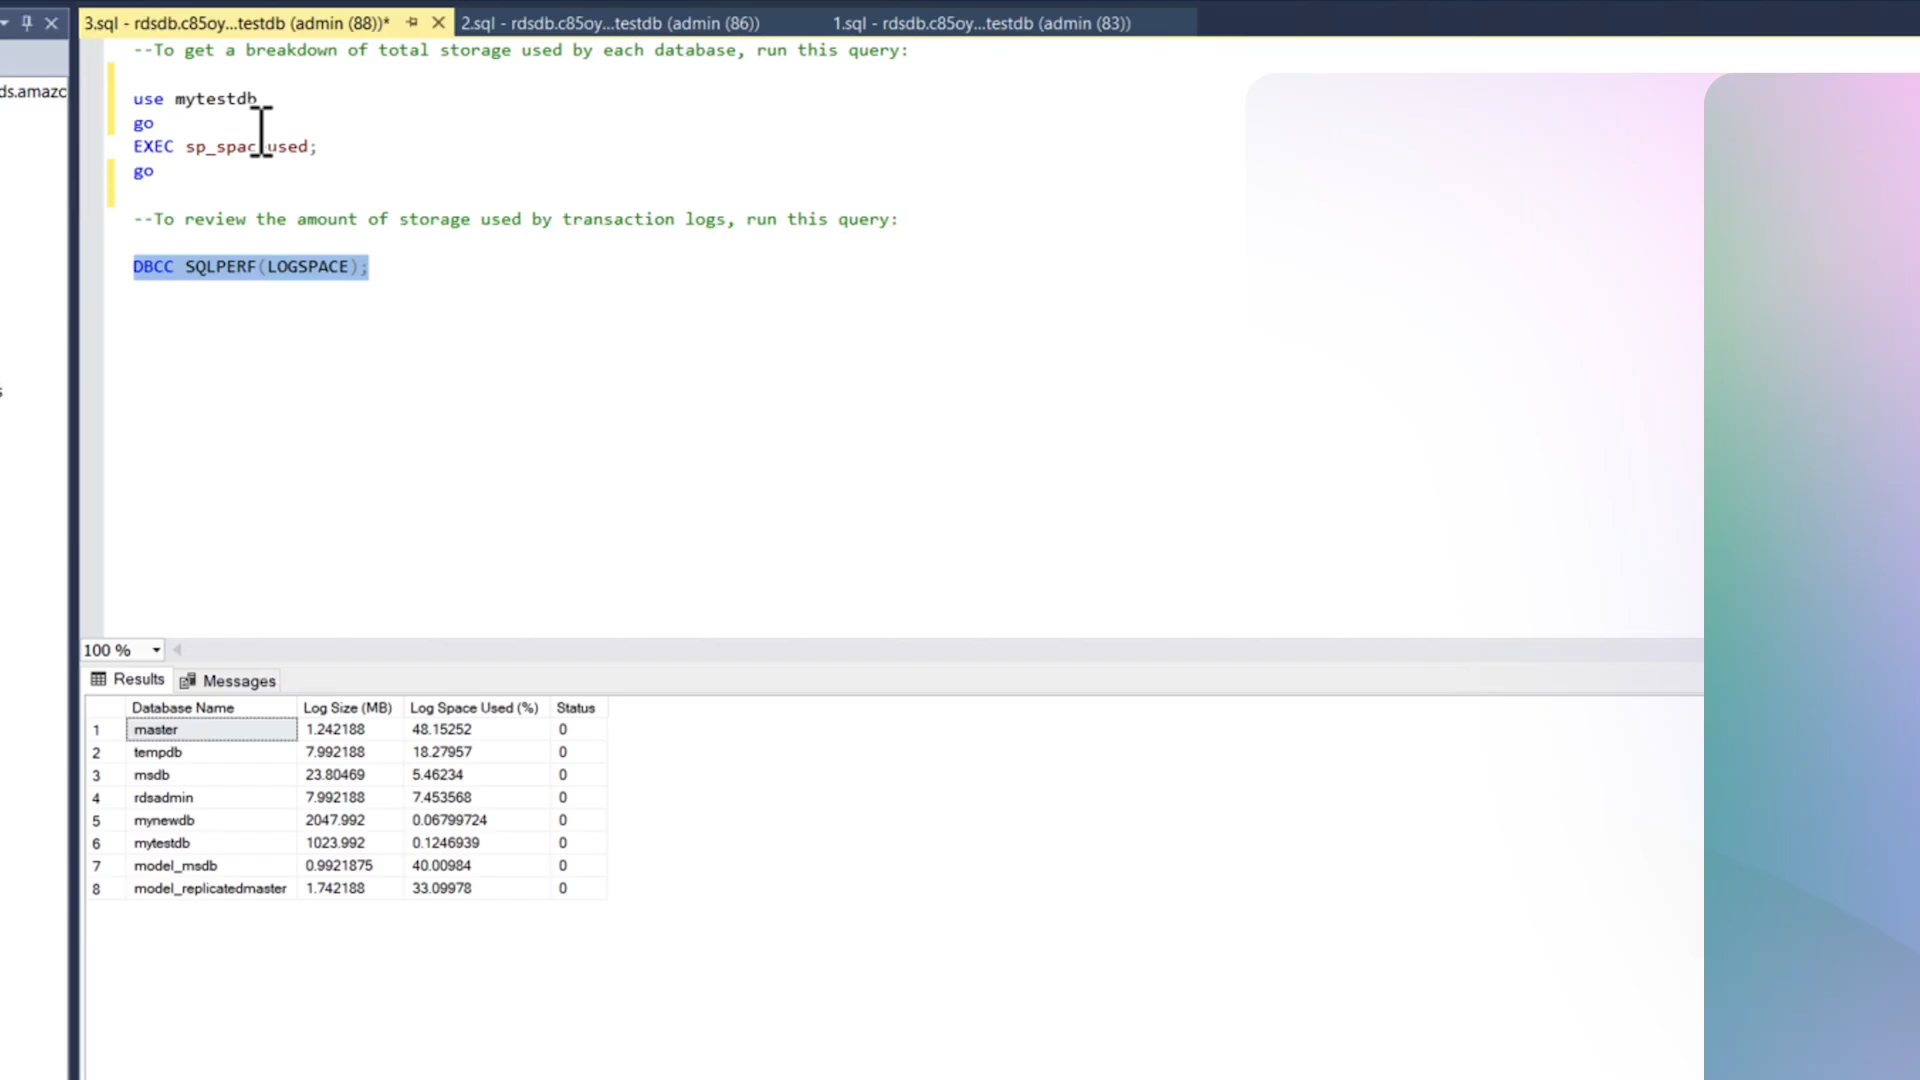 3.sql - rdsdb.c85oy...testdb (admin (88))* 2.sql - rdsdb.c85oy...testdb (admin (86)) 1.sql - rdsdb.c85oy...testdb (admin (83))
--To get a breakdown of total storage used by each database, run this query:
ds.amazc
use mytestdb
go
EXEC sp_spac used;
go
--To review the amount of storage used by transaction logs, run this query:
DBCC SQLPERF(LOGSPACE);
100 %
Results Messages
Database Name Log Size (MB) Log Space Used (%) Status
1 master 1.242188 48.15252 0
2 tempdb 7.992188 18.27957 0
3 msdb 23.80469 5.46234 0
4 rdsadmin 7.992188 7.453568 0
5 mynewdb 2047.992 0.06799724 0
6 mytestdb 1023.992 0.1246939 0
7 model_msdb 0.9921875 40.00984 0
8 model_replicatedmaster 1.742188 33.09978 0